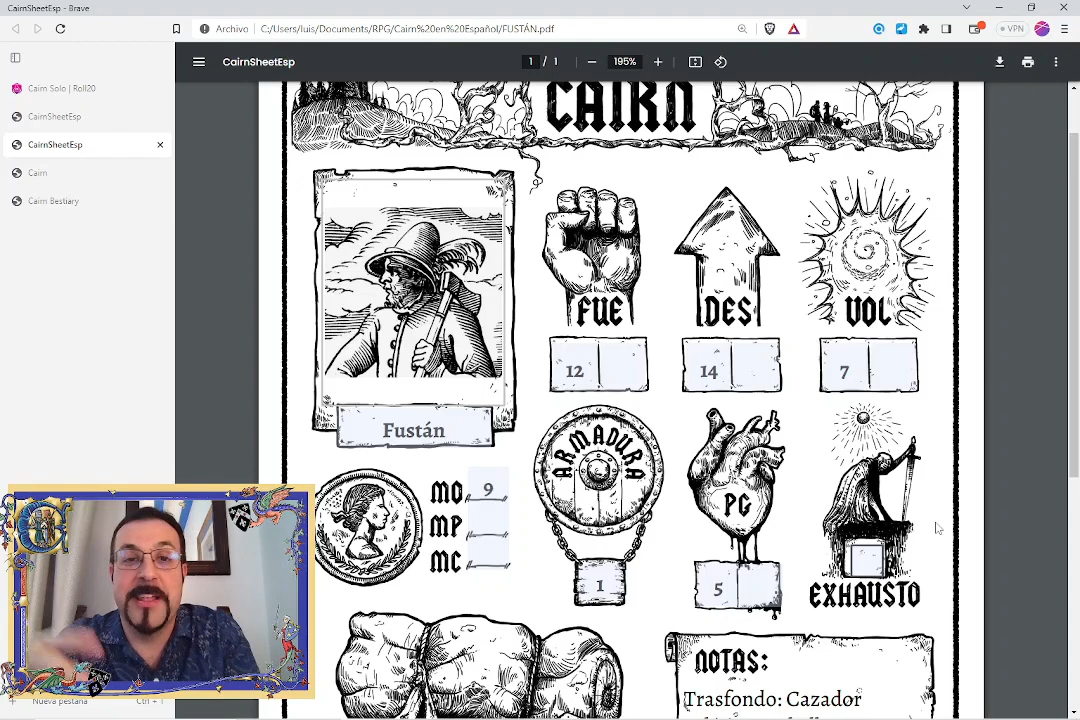 CairnSheetEsp - Brave
Archivo
C:/Users/luis/Documents/RPG/Cairn%20en%20Español/FUSTÁN.pdf
VPN
CairnSheetEsp
1 / 1
195%
Cairn Solo | Roll20
CairnSheetEsp
CairnSheetEsp
Cairn
Cairn Bestiary
CAIRN
FUE
DES
VOL
12
14
7
Fustán
ARMADURA
PG
MO 9
MP
MC
1
5
EXHAUSTO
NOTAS:
Trasfondo: Cazador
Nueva pestaña
Ctrl + T